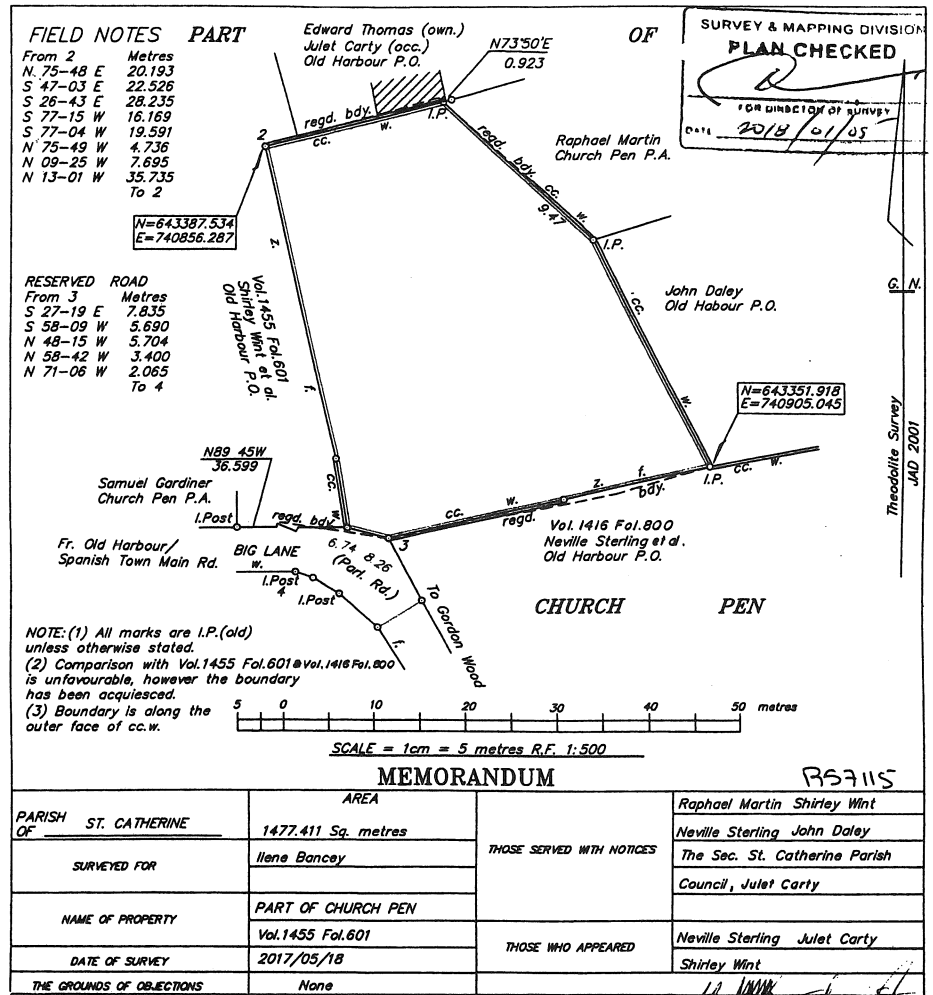 FIELD NOTES
From 2 Metres
N. 75-48 E 20.193
S 47-03 E 22.526
S 26-43 E 28.235
S 77-15 W 16.169
S 77-04 W 19.591
N 75-49 W 4.736
N 09-25 W 7.695
N 13-01 W 35.735
To 2
PART OF
Edward Thomas (own.)
Julet Carty (occ.)
Old Harbour P.O.
N73°50'E
0.923
SURVEY & MAPPING DIVISION
PLAN CHECKED
FOR DIRECTOR OF SURVEY
DATE 2018/01/05
regd. bdy.
cc. w.
I.P.
2
regd. bdy. cc. w.
9.47
I.P.
Raphael Martin
Church Pen P.A.
N=643387.534
E=740856.287
RESERVED ROAD
From 3 Metres
S 27-19 E 7.835
S 58-09 W 5.690
N 48-15 W 5.704
N 58-42 W 3.400
N 71-06 W 2.065
To 4
z.
f.
Vol.1455 Fol.601
Shirley Wint et al.
Old Harbour P.O.
cc.
w.
John Daley
Old Habour P.O.
G. N.
N=643351.918
E=740905.045
Theodolite Survey
JAD 2001
N89 45W
36.599
Samuel Gardiner
Church Pen P.A.
I.Post
regd. bdy
cc. w.
cc. w. z. f.
regd. bdy.
I.P.
cc. w.
3
Vol. 1416 Fol.800
Neville Sterling et al.
Old Harbour P.O.
Fr. Old Harbour/
Spanish Town Main Rd.
BIG LANE
w.
6.74 8.26
(Parl. Rd.)
I.Post
4
I.Post
f.
To Gordon Wood
CHURCH PEN
NOTE: (1) All marks are I.P.(old)
unless otherwise stated.
(2) Comparison with Vol.1455 Fol.601 & Vol.1416 Fol.800
is unfavourable, however the boundary
has been acquiesced.
(3) Boundary is along the
outer face of cc.w.
5 0 10 20 30 40 50 metres
SCALE = 1cm = 5 metres R.F. 1:500
MEMORANDUM
R57115
PARISH OF ST. CATHERINE
AREA
1477.411 Sq. metres
SURVEYED FOR
Ilene Bancey
NAME OF PROPERTY
PART OF CHURCH PEN
Vol.1455 Fol.601
DATE OF SURVEY
2017/05/18
THE GROUNDS OF OBJECTIONS
None
THOSE SERVED WITH NOTICES
Raphael Martin Shirley Wint
Neville Sterling John Daley
The Sec. St. Catherine Parish
Council, Julet Carty
THOSE WHO APPEARED
Neville Sterling Julet Carty
Shirley Wint